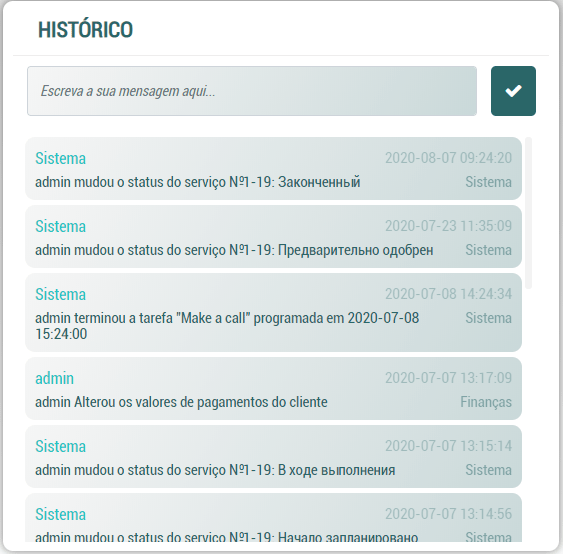 HISTÓRICO
Escreva a sua mensagem aqui...
Sistema 2020-08-07 09:24:20
admin mudou o status do serviço №1-19: Законченный Sistema
Sistema 2020-07-23 11:35:09
admin mudou o status do serviço №1-19: Предварительно одобрен Sistema
Sistema 2020-07-08 14:24:34
admin terminou a tarefa "Make a call" programada em 2020-07-08 Sistema
15:24:00
admin 2020-07-07 13:17:09
admin Alterou os valores de pagamentos do cliente Finanças
Sistema 2020-07-07 13:15:14
admin mudou o status do serviço №1-19: В ходе выполнения Sistema
Sistema 2020-07-07 13:14:56
admin mudou o status do serviço №1-19: Начало запланировано Sistema